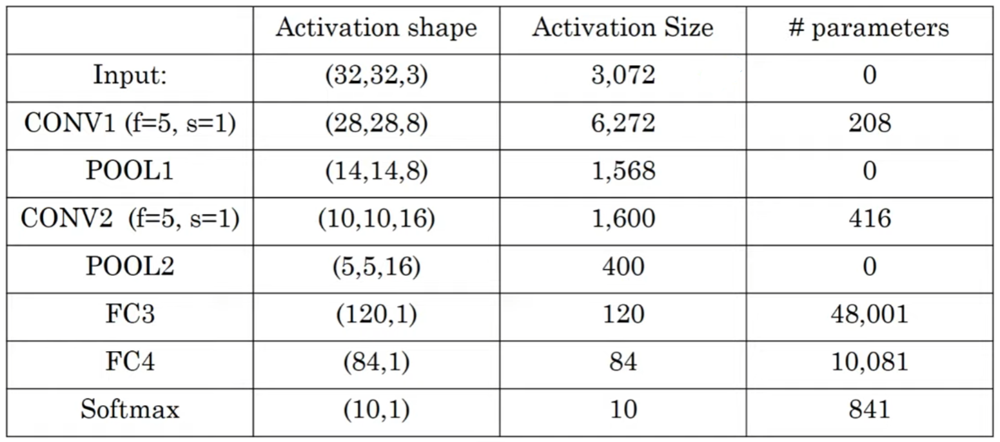 Activation shape Activation Size # parameters
Input: (32,32,3) 3,072 0
CONV1 (f=5, s=1) (28,28,8) 6,272 208
POOL1 (14,14,8) 1,568 0
CONV2 (f=5, s=1) (10,10,16) 1,600 416
POOL2 (5,5,16) 400 0
FC3 (120,1) 120 48,001
FC4 (84,1) 84 10,081
Softmax (10,1) 10 841